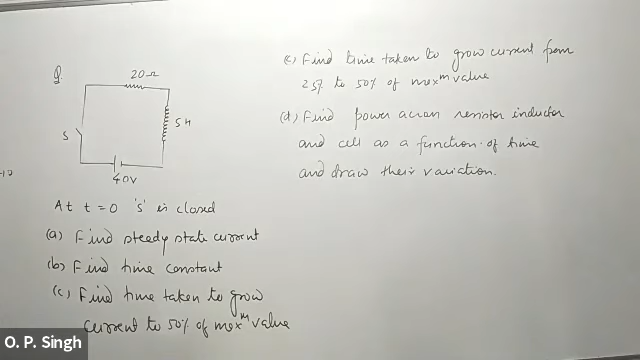 Q.
20Ω
5H
S
40V
At t = 0 'S' is closed
(a) Find steady state current
(b) Find time constant
(c) Find time taken to grow
current to 50% of maxᵐ value
(c) Find time taken to grow current from
25% to 50% of maxᵐ value
(d) Find power across resistor inductor
and cell as a function of time
and draw their variation.
O. P. Singh